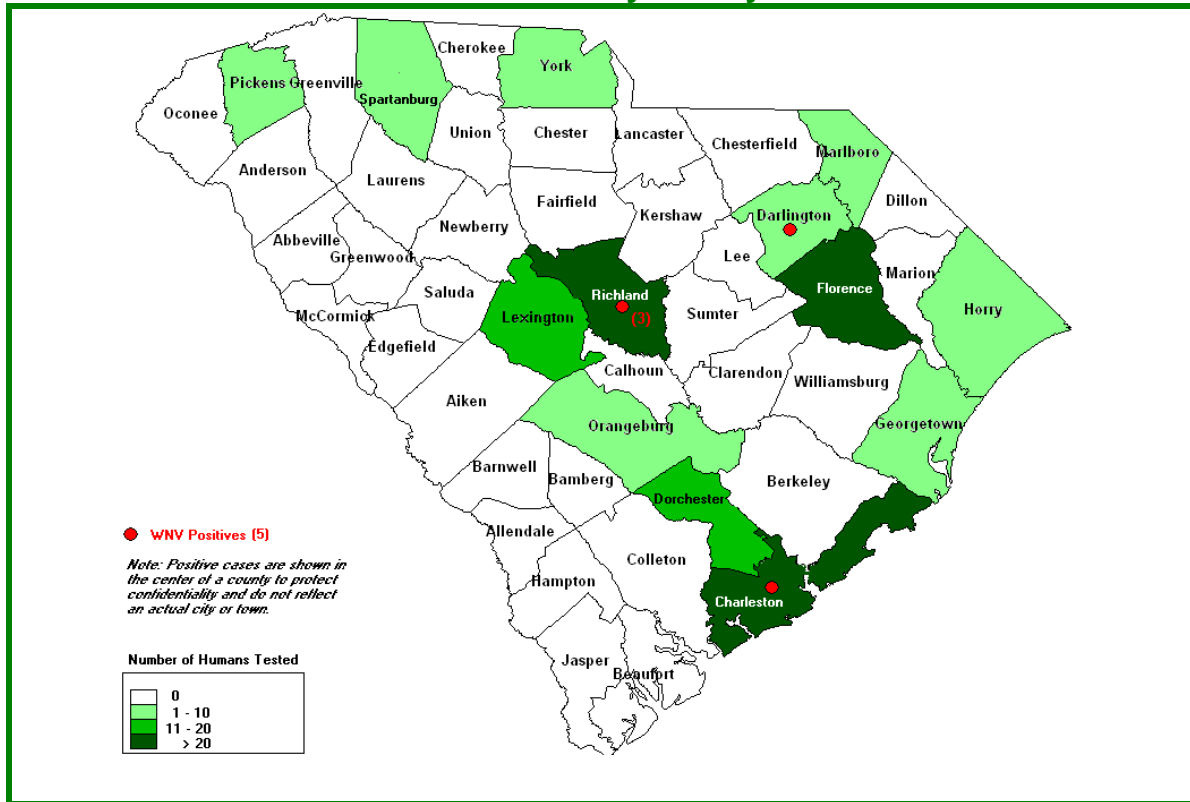 Cherokee
York
Pickens
Greenville
Spartanburg
Oconee
Union
Chester
Lancaster
Chesterfield
Marlboro
Anderson
Laurens
Fairfield
Kershaw
Darlington
Dillon
Newberry
Abbeville
Greenwood
Lee
Marion
Saluda
Richland
(3)
Florence
Horry
McCormick
Lexington
Sumter
Edgefield
Calhoun
Clarendon
Williamsburg
Aiken
Orangeburg
Georgetown
Barnwell
Bamberg
Berkeley
Dorchester
Allendale
Colleton
Hampton
Charleston
Jasper
Beaufort
WNV Positives (5)
Note: Positive cases are shown in
the center of a county to protect
confidentiality and do not reflect
an actual city or town.
Number of Humans Tested
0
1 - 10
11 - 20
> 20